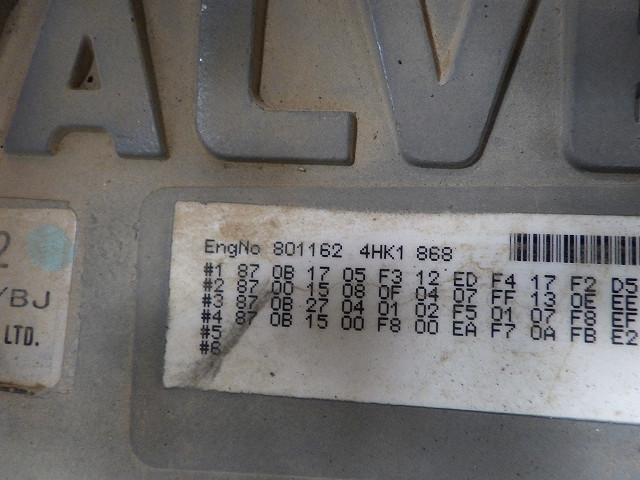 ALVE
2
/BJ
LTD.
EngNo 801162 4HK1 868
#1 87 0B 17 05 F3 12 ED F4 17 F2 D5
#2 87 00 15 08 0F 04 07 FF 13 0E EE
#3 87 0B 27 04 01 02 F5 01 07 F8 EF
#4 87 0B 15 00 F8 00 EA F7 0A FB E2
#5
#6